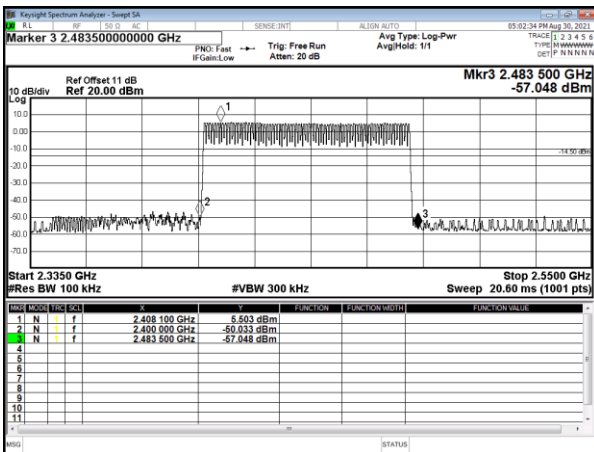 Keysight Spectrum Analyzer - Swept SA
RL RF 50 Ω AC SENSE:INT ALIGN AUTO 05:02:34 PM Aug 30, 2021
Marker 3 2.483500000000 GHz
PNO: Fast
IFGain:Low
Trig: Free Run
Atten: 20 dB
Avg Type: Log-Pwr
Avg|Hold: 1/1
TRACE 1 2 3 4 5 6
TYPE M WWWWW
DET P N N N N N
Ref Offset 11 dB
10 dB/div Ref 20.00 dBm
Mkr3 2.483 500 GHz
-57.048 dBm
Log
10.0
0.00
-10.0
-20.0
-30.0
-40.0
-50.0
-60.0
-70.0
1
2
3
-14.50 dBm
Start 2.3350 GHz Stop 2.5500 GHz
#Res BW 100 kHz #VBW 300 kHz Sweep 20.60 ms (1001 pts)
MKR MODE TRC SCL X Y FUNCTION FUNCTION WIDTH FUNCTION VALUE
1 N 1 f 2.408 100 GHz 5.503 dBm
2 N 1 f 2.400 000 GHz -50.033 dBm
3 N 1 f 2.483 500 GHz -57.048 dBm
4
5
6
7
8
9
10
11
MSG STATUS